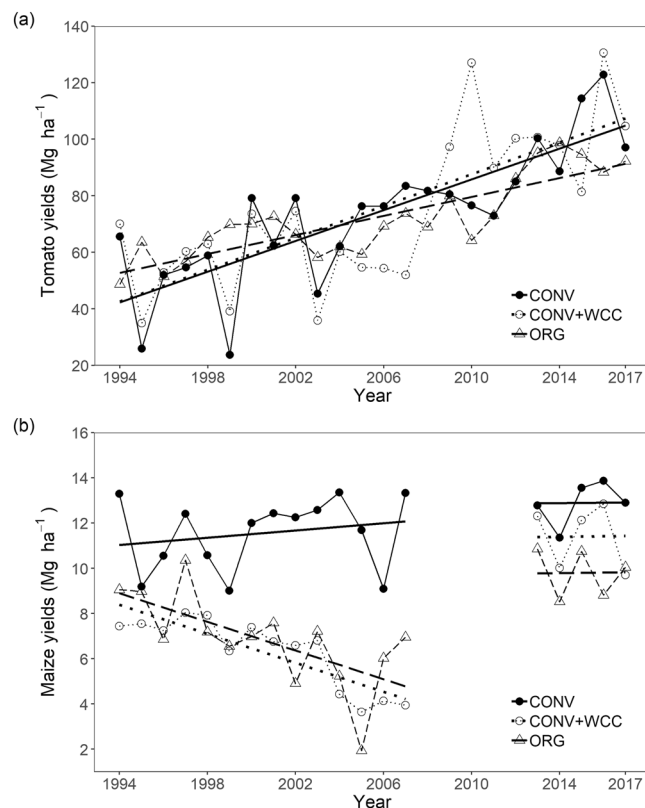 (a)
Tomato yields (Mg ha⁻¹)
140
120
100
80
60
40
20
CONV
CONV+WCC
ORG
1994 1998 2002 2006 2010 2014 2017
Year
(b)
Maize yields (Mg ha⁻¹)
16
14
12
10
8
6
4
2
CONV
CONV+WCC
ORG
1994 1998 2002 2006 2010 2014 2017
Year